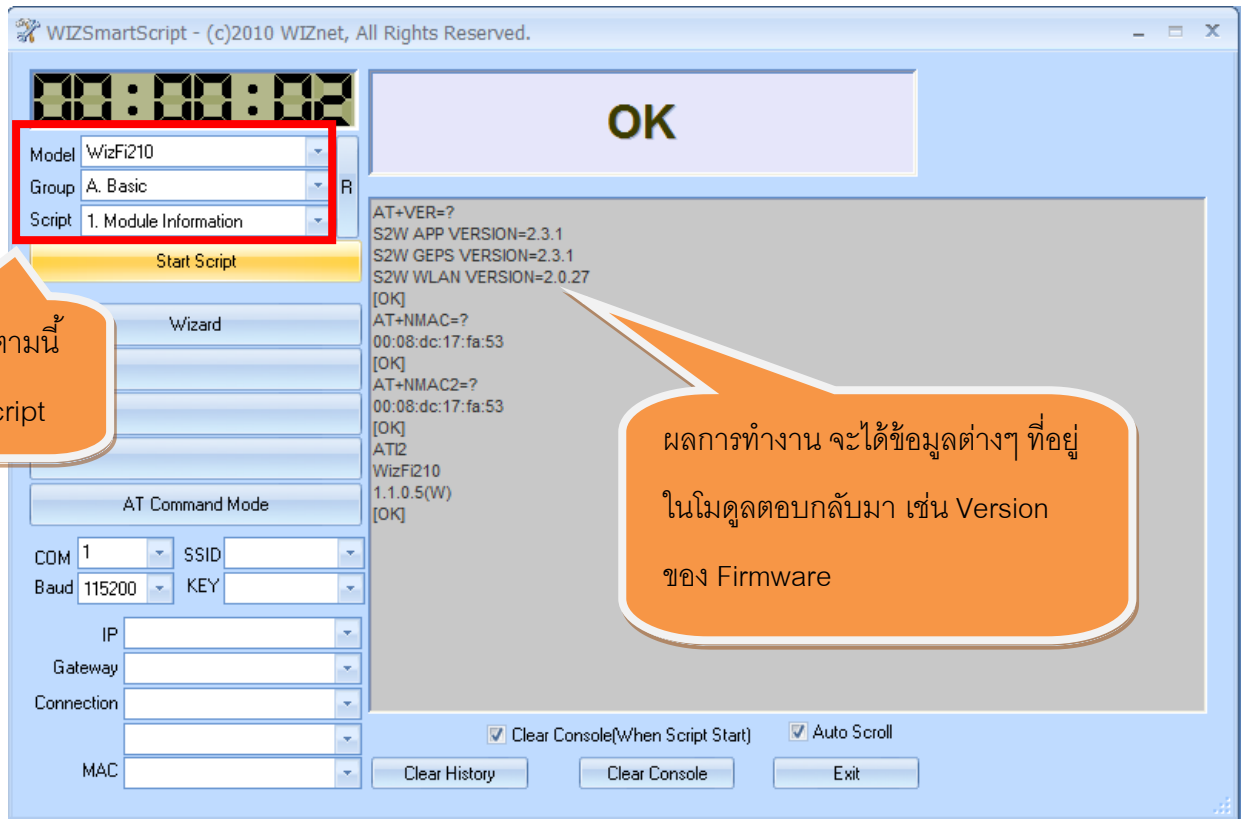 WIZSmartScript - (c)2010 WIZnet, All Rights Reserved.
00:00:02
OK
Model WizFi210
Group A. Basic
R
Script 1. Module Information
Start Script
ตามนี้
cript
Wizard
AT Command Mode
COM 1 SSID
Baud 115200 KEY
IP
Gateway
Connection
MAC
AT+VER=?
S2W APP VERSION=2.3.1
S2W GEPS VERSION=2.3.1
S2W WLAN VERSION=2.0.27
[OK]
AT+NMAC=?
00:08:dc:17:fa:53
[OK]
AT+NMAC2=?
00:08:dc:17:fa:53
[OK]
ATI2
WizFi210
1.1.0.5(W)
[OK]
ผลการทำงาน จะได้ข้อมูลต่างๆ ที่อยู่
ในโมดูลตอบกลับมา เช่น Version
ของ Firmware
Clear Console(When Script Start) Auto Scroll
Clear History Clear Console Exit